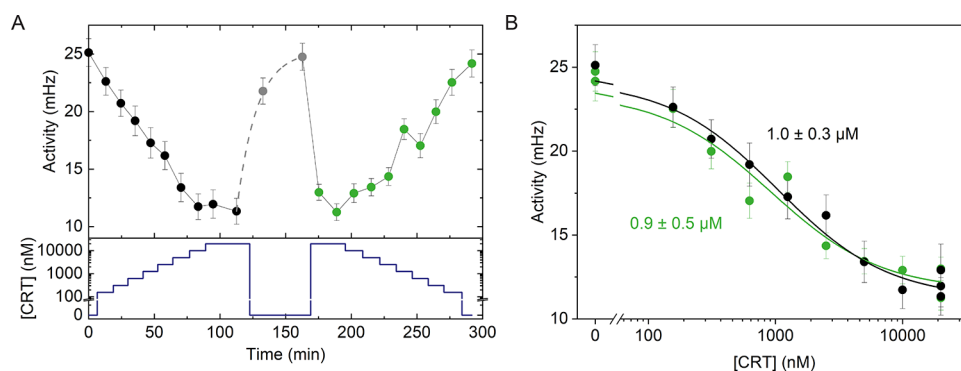 A
25
20
15
10
Activity (mHz)
10000
1000
100
0
[CRT] (nM)
0 50 100 150 200 250 300
Time (min)
B
25
20
15
10
Activity (mHz)
1.0 ± 0.3 µM
0.9 ± 0.5 µM
0 100 1000 10000
[CRT] (nM)